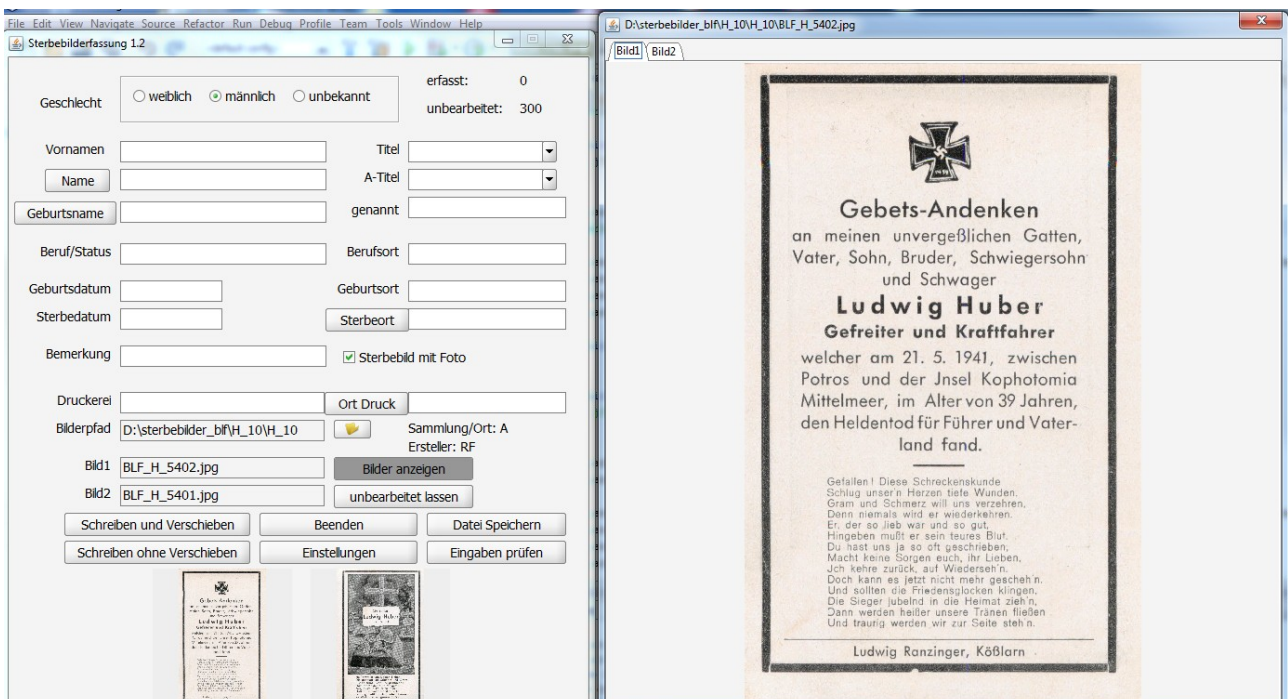 File Edit View Navigate Source Refactor Run Debug Profile Team Tools Window Help
Sterbebilderfassung 1.2
Geschlecht
weiblich männlich unbekannt
erfasst: 0
unbearbeitet: 300
Vornamen
Titel
Name
A-Titel
Geburtsname
genannt
Beruf/Status
Berufsort
Geburtsdatum
Geburtsort
Sterbedatum
Sterbeort
Bemerkung
Sterbebild mit Foto
Druckerei
Ort Druck
Bilderpfad D:\sterbebilder_blf\H_10\H_10
Sammlung/Ort: A
Ersteller: RF
Bild1 BLF_H_5402.jpg Bilder anzeigen
Bild2 BLF_H_5401.jpg unbearbeitet lassen
Schreiben und Verschieben Beenden Datei Speichern
Schreiben ohne Verschieben Einstellungen Eingaben prüfen
Gebets-Andenken
Ludwig Huber
Gefreiter und Kraftfahrer
Ludwig Huber
D:\sterbebilder_blf\H_10\H_10\BLF_H_5402.jpg
Bild1 Bild2
Gebets-Andenken
an meinen unvergeßlichen Gatten,
Vater, Sohn, Bruder, Schwiegersohn
und Schwager
Ludwig Huber
Gefreiter und Kraftfahrer
welcher am 21. 5. 1941, zwischen
Potros und der Jnsel Kophotomia
Mittelmeer, im Alter von 39 Jahren,
den Heldentod für Führer und Vater-
land fand.
Gefallen! Diese Schreckenskunde
Schlug unser'n Herzen tiefe Wunden.
Gram und Schmerz will uns verzehren,
Denn niemals wird er wiederkehren.
Er, der so lieb war und so gut,
Hingeben mußt er sein teures Blut.
Du hast uns ja so oft geschrieben,
Macht keine Sorgen euch, ihr Lieben,
Jch kehre zurück, auf Wiederseh'n.
Doch kann es jetzt nicht mehr gescheh'n.
Und sollten die Friedensglocken klingen,
Die Sieger jubelnd in die Heimat zieh'n,
Dann werden heißer unsere Tränen fließen
Und traurig werden wir zur Seite steh'n.
Ludwig Ranzinger, Kößlarn